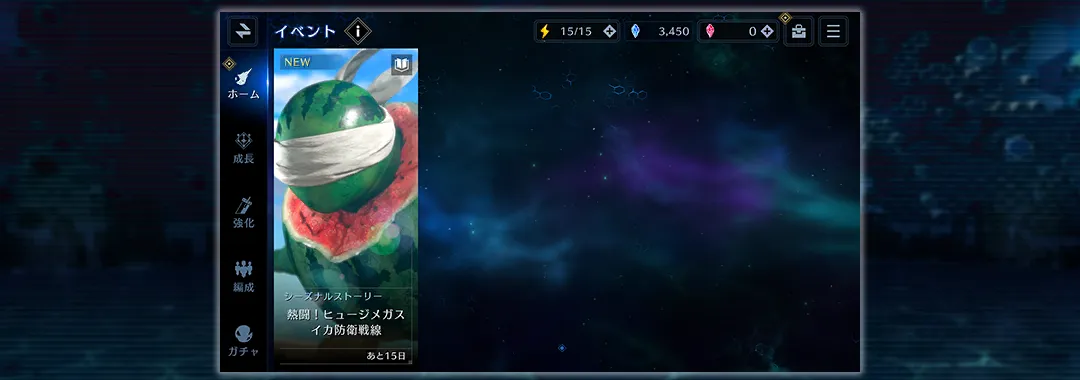 イベント
15/15
3,450
0
NEW
ホーム
成長
強化
編成
ガチャ
シーズナルストーリー
熱闘!ヒュージメガス
イカ防衛戦線
あと15日